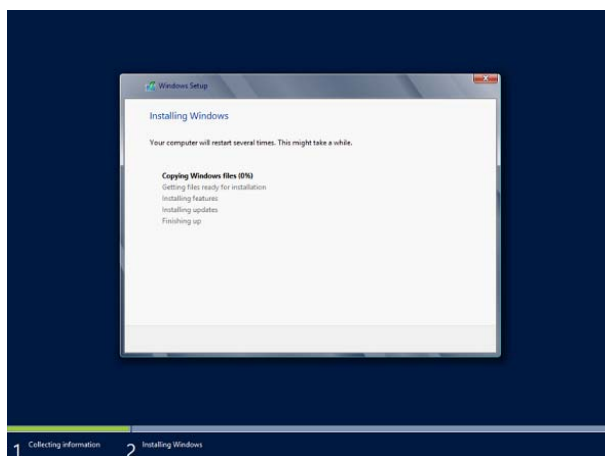 Windows Setup
Installing Windows
Your computer will restart several times. This might take a while.
Copying Windows files (0%)
Getting files ready for installation
Installing features
Installing updates
Finishing up
1 Collecting information
2 Installing Windows